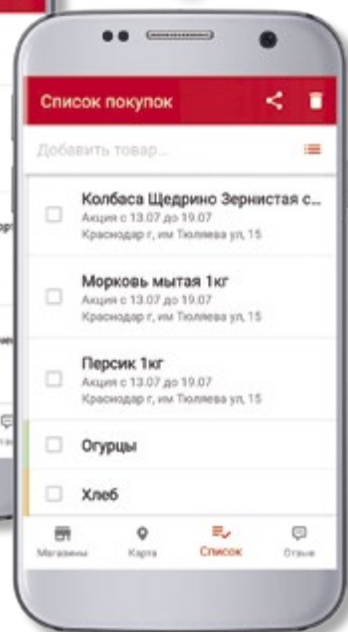 Список покупок
Добавить товар...
Колбаса Щедрино Зернистая с...
Акция с 13.07 до 19.07
Краснодар г, им Тюляева ул, 15
Морковь мытая 1кг
Акция с 13.07 до 19.07
Краснодар г, им Тюляева ул, 15
Персик 1кг
Акция с 13.07 до 19.07
Краснодар г, им Тюляева ул, 15
Огурцы
Хлеб
Магазины
Карта
Список
Отзыв